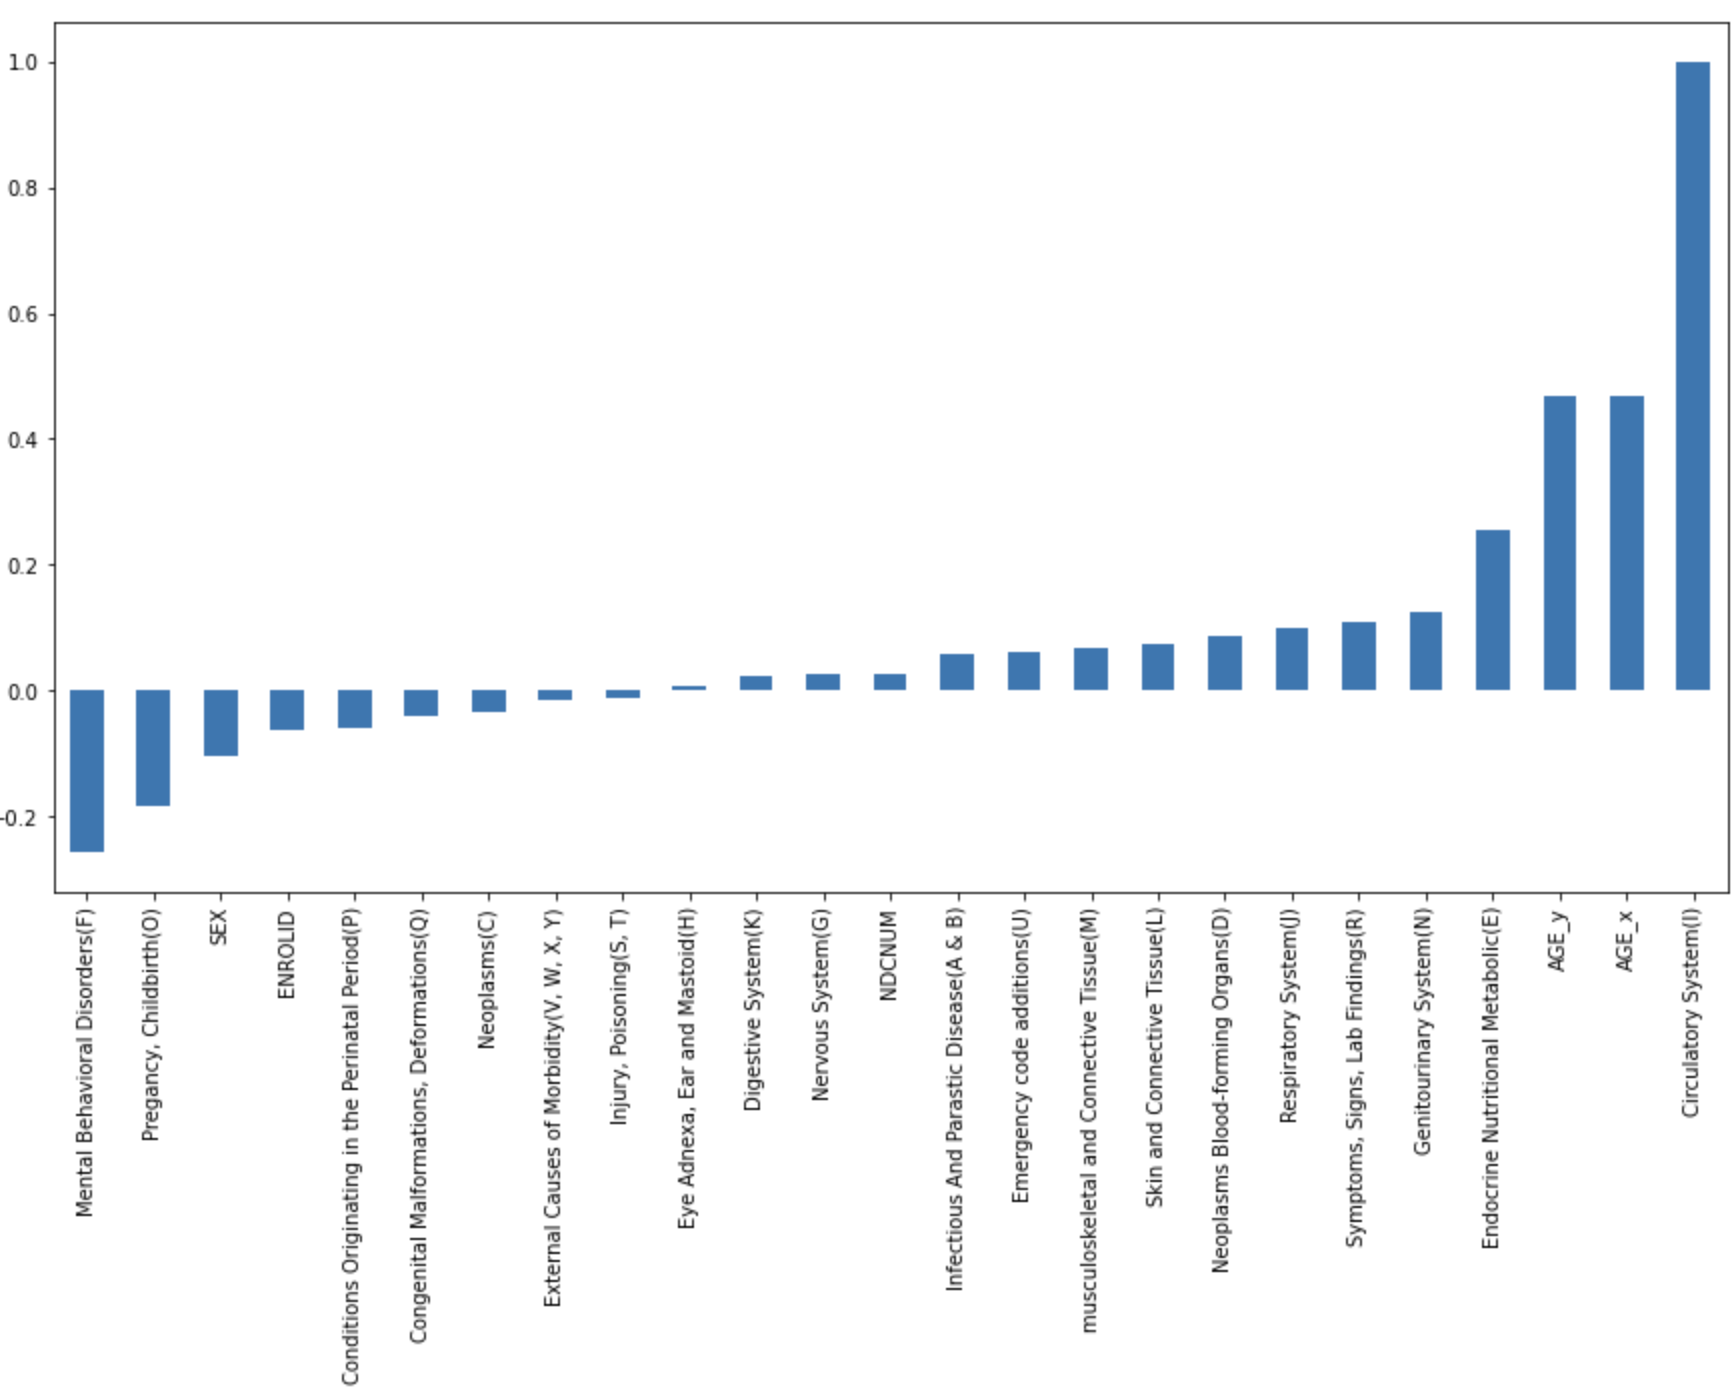 1.0
0.8
0.6
0.4
0.2
0.0
-0.2
Mental Behavioral Disorders(F)
Pregancy, Childbirth(O)
SEX
ENROLID
Conditions Originating in the Perinatal Period(P)
Congenital Malformations, Deformations(Q)
Neoplasms(C)
External Causes of Morbidity(V, W, X, Y)
Injury, Poisoning(S, T)
Eye Adnexa, Ear and Mastoid(H)
Digestive System(K)
Nervous System(G)
NDCNUM
Infectious And Parastic Disease(A & B)
Emergency code additions(U)
musculoskeletal and Connective Tissue(M)
Skin and Connective Tissue(L)
Neoplasms Blood-forming Organs(D)
Respiratory System(J)
Symptoms, Signs, Lab Findings(R)
Genitourinary System(N)
Endocrine Nutritional Metabolic(E)
AGE_y
AGE_x
Circulatory System(I)